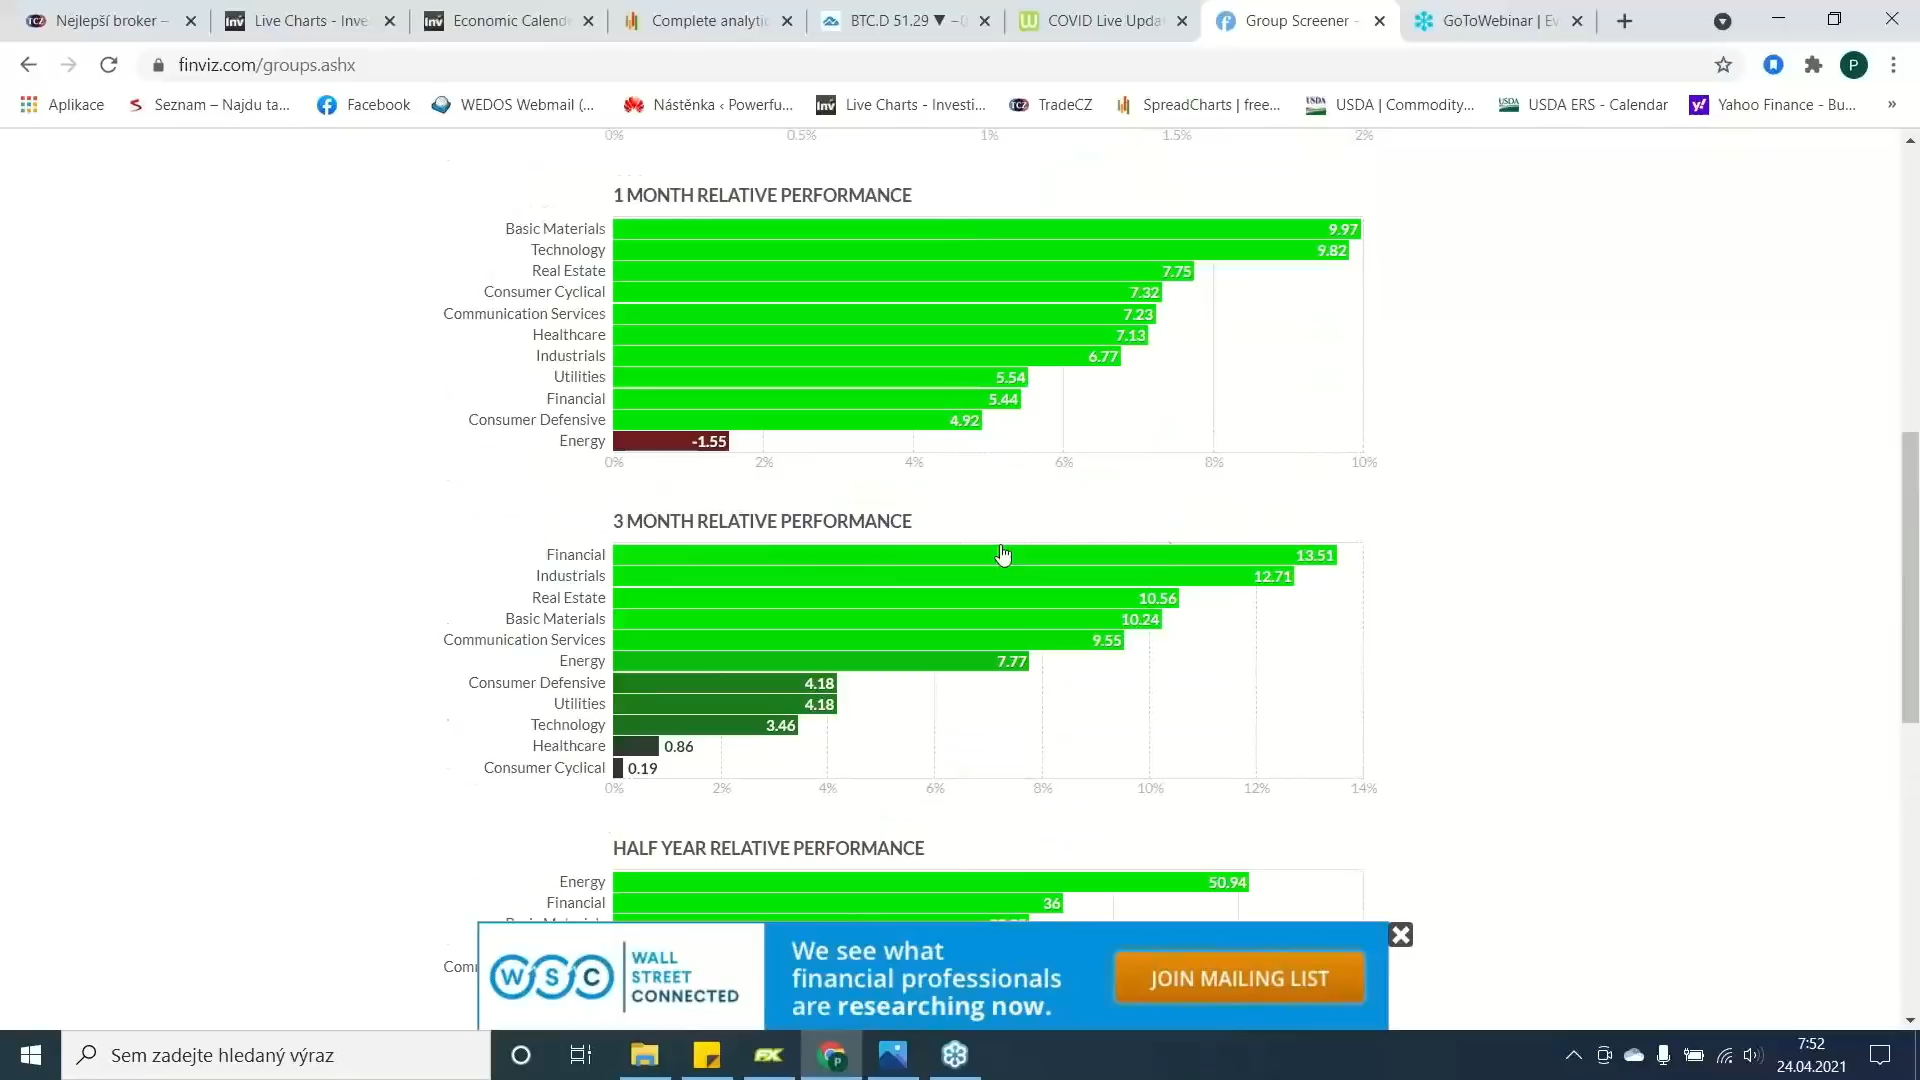 Nejlepší broker –
Live Charts - Inve
Economic Calend
Complete analytic
BTC.D 51.29 ▼ –0
COVID Live Upda
Group Screener -
GoToWebinar | Ev
finviz.com/groups.ashx
P
Aplikace
Seznam – Najdu ta...
Facebook
WEDOS Webmail (...
Nástěnka ‹ Powerfu...
Live Charts - Investi...
TradeCZ
SpreadCharts | free...
USDA | Commodity...
USDA ERS - Calendar
Yahoo Finance - Bu...
»
0% 0.5% 1% 1.5% 2%
1 MONTH RELATIVE PERFORMANCE
Basic Materials 9.97
Technology 9.82
Real Estate 7.75
Consumer Cyclical 7.32
Communication Services 7.23
Healthcare 7.13
Industrials 6.77
Utilities 5.54
Financial 5.44
Consumer Defensive 4.92
Energy -1.55
0% 2% 4% 6% 8% 10%
3 MONTH RELATIVE PERFORMANCE
Financial 13.51
Industrials 12.71
Real Estate 10.56
Basic Materials 10.24
Communication Services 9.55
Energy 7.77
Consumer Defensive 4.18
Utilities 4.18
Technology 3.46
Healthcare 0.86
Consumer Cyclical 0.19
0% 2% 4% 6% 8% 10% 12% 14%
HALF YEAR RELATIVE PERFORMANCE
Energy 50.94
Financial 36
Comm
WSC
WALL
STREET
CONNECTED
We see what
financial professionals
are researching now.
JOIN MAILING LIST
Sem zadejte hledaný výraz
FX
7:52
24.04.2021